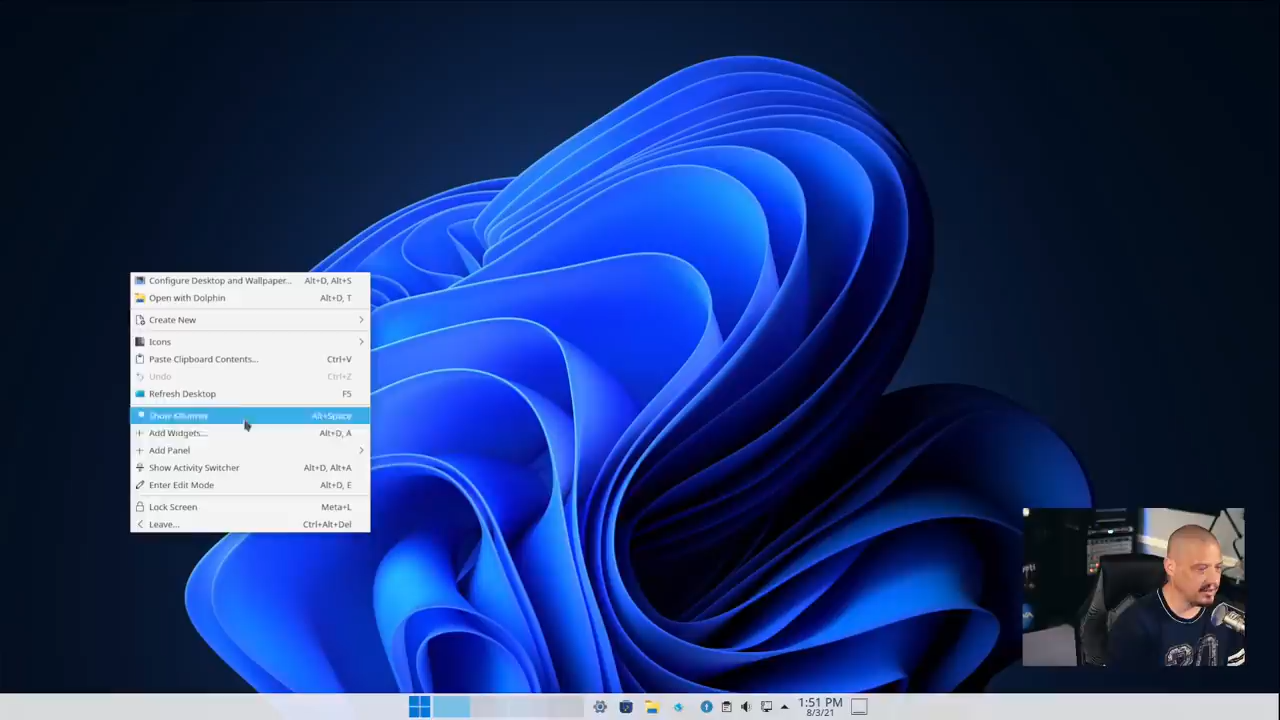 Configure Desktop and Wallpaper... Alt+D, Alt+S
Open with Dolphin Alt+D, T
Create New
Icons
Paste Clipboard Contents... Ctrl+V
Undo Ctrl+Z
Refresh Desktop F5
Show KRunner Alt+Space
Add Widgets... Alt+D, A
Add Panel
Show Activity Switcher Alt+D, Alt+A
Enter Edit Mode Alt+D, E
Lock Screen Meta+L
Leave... Ctrl+Alt+Del
1:51 PM
8/3/21